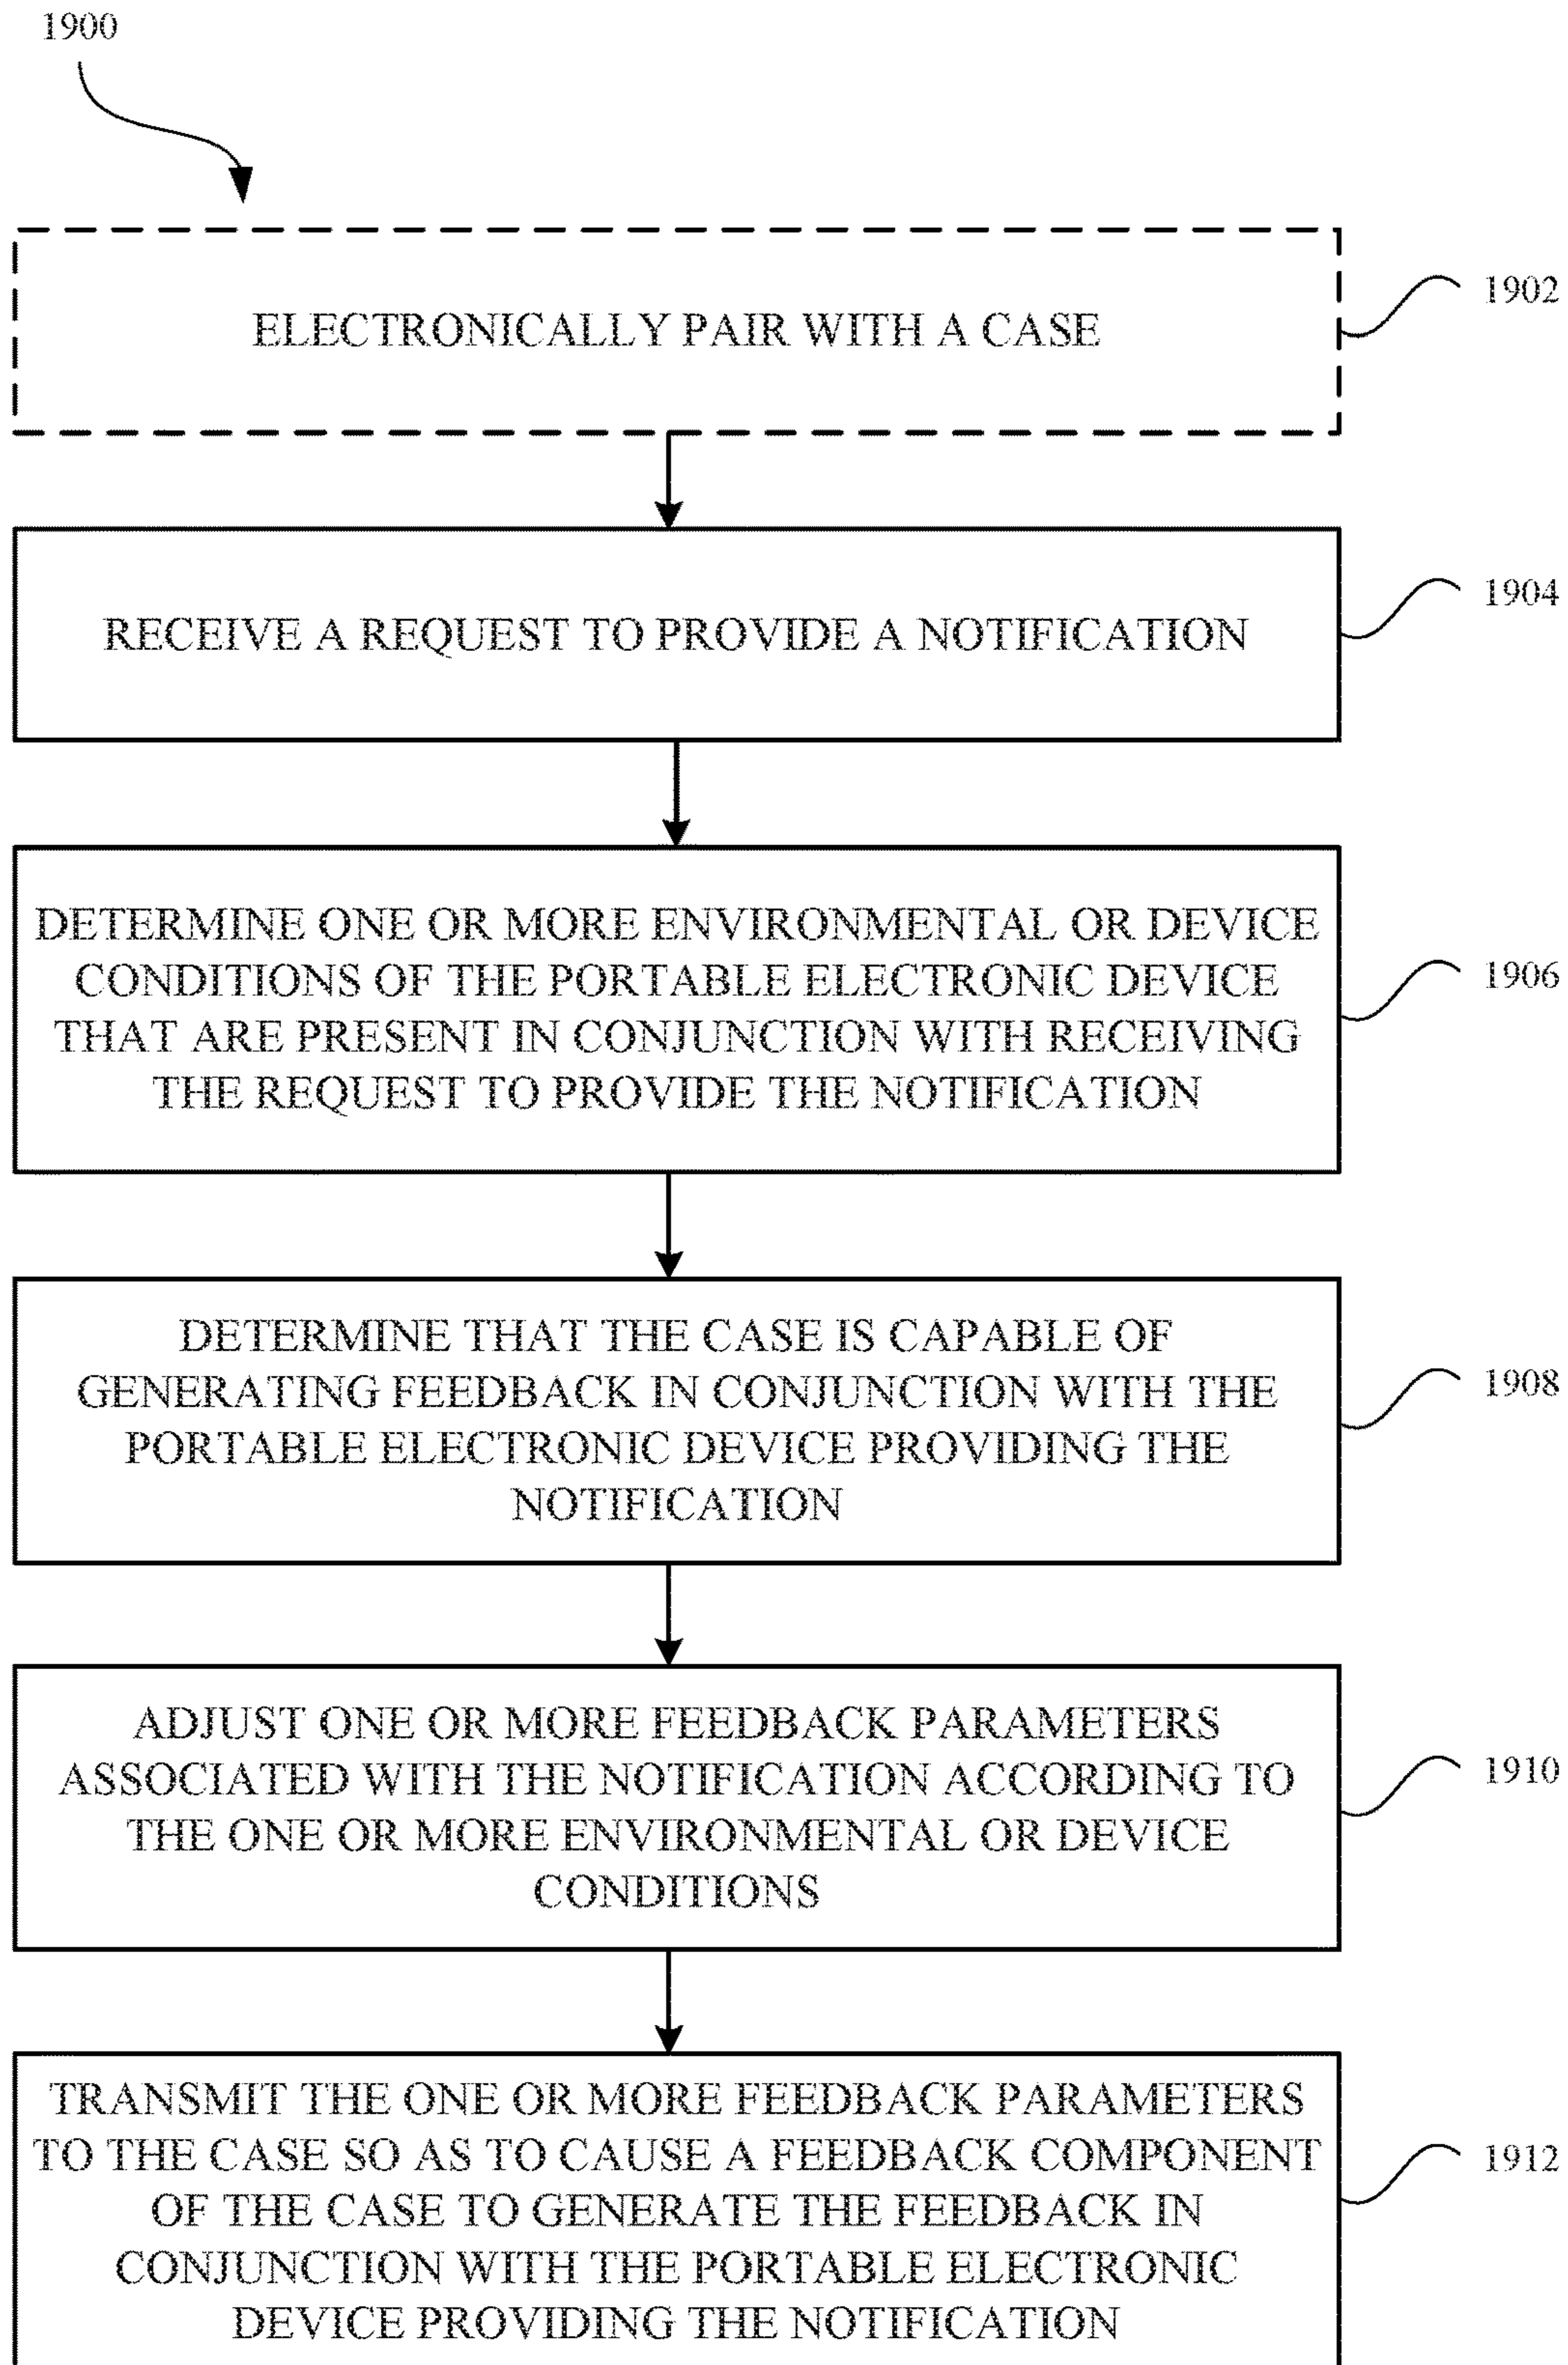 1900
ELECTRONICALLY PAIR WITH A CASE
1902
RECEIVE A REQUEST TO PROVIDE A NOTIFICATION
1904
DETERMINE ONE OR MORE ENVIRONMENTAL OR DEVICE
CONDITIONS OF THE PORTABLE ELECTRONIC DEVICE
THAT ARE PRESENT IN CONJUNCTION WITH RECEIVING
THE REQUEST TO PROVIDE THE NOTIFICATION
1906
DETERMINE THAT THE CASE IS CAPABLE OF
GENERATING FEEDBACK IN CONJUNCTION WITH THE
PORTABLE ELECTRONIC DEVICE PROVIDING THE
NOTIFICATION
1908
ADJUST ONE OR MORE FEEDBACK PARAMETERS
ASSOCIATED WITH THE NOTIFICATION ACCORDING TO
THE ONE OR MORE ENVIRONMENTAL OR DEVICE
CONDITIONS
1910
TRANSMIT THE ONE OR MORE FEEDBACK PARAMETERS
TO THE CASE SO AS TO CAUSE A FEEDBACK COMPONENT
OF THE CASE TO GENERATE THE FEEDBACK IN
CONJUNCTION WITH THE PORTABLE ELECTRONIC
DEVICE PROVIDING THE NOTIFICATION
1912